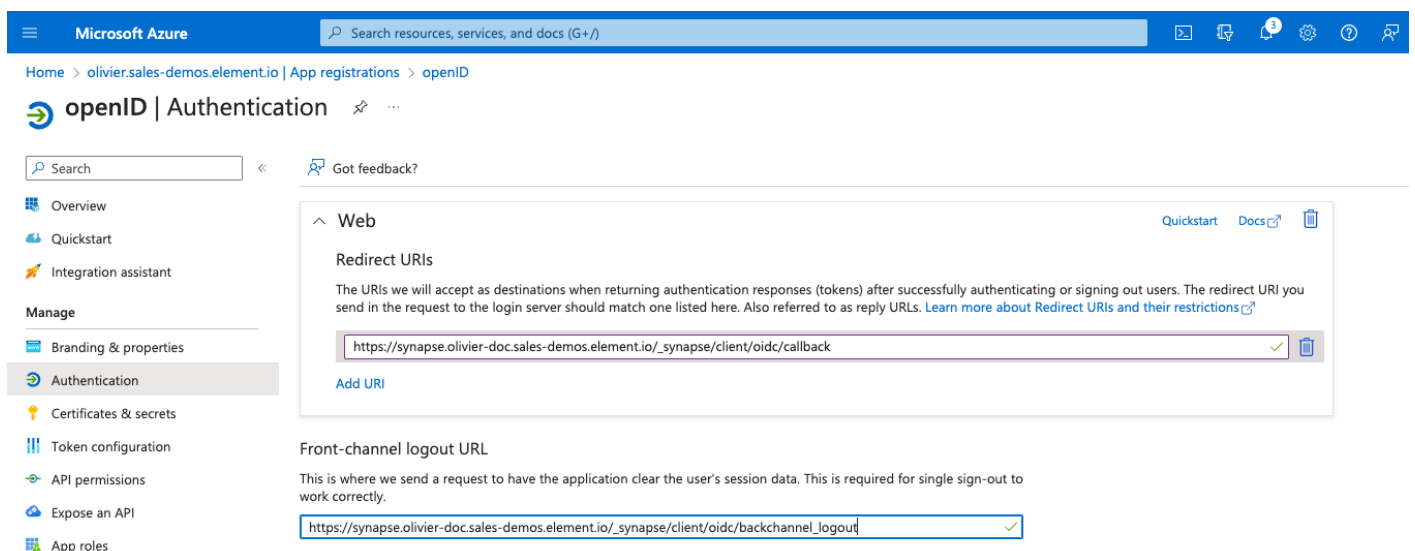 Microsoft Azure
Search resources, services, and docs (G+/)
3
Home > olivier.sales-demos.element.io | App registrations > openID
openID | Authentication
Search
Got feedback?
Overview
Quickstart
Integration assistant
Manage
Branding & properties
Authentication
Certificates & secrets
Token configuration
API permissions
Expose an API
App roles
Web
Quickstart
Docs
Redirect URIs
The URIs we will accept as destinations when returning authentication responses (tokens) after successfully authenticating or signing out users. The redirect URI you
send in the request to the login server should match one listed here. Also referred to as reply URLs. Learn more about Redirect URIs and their restrictions
https://synapse.olivier-doc.sales-demos.element.io/_synapse/client/oidc/callback
Add URI
Front-channel logout URL
This is where we send a request to have the application clear the user's session data. This is required for single sign-out to
work correctly.
https://synapse.olivier-doc.sales-demos.element.io/_synapse/client/oidc/backchannel_logout